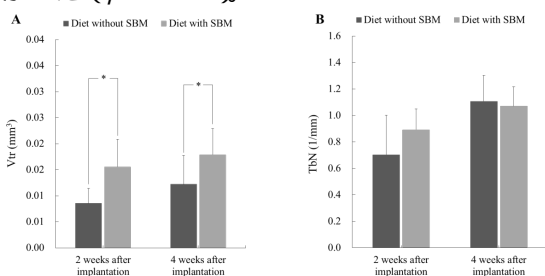 A
Diet without SBM
Diet with SBM
Vtr (mm³)
0.04
0.04
0.03
0.03
0.02
0.02
0.01
0.01
0.00
*
*
2 weeks after
implantation
4 weeks after
implantation
B
Diet without SBM
Diet with SBM
TbN (1/mm)
1.6
1.4
1.2
1.0
0.8
0.6
0.4
0.2
0.0
2 weeks after
implantation
4 weeks after
implantation